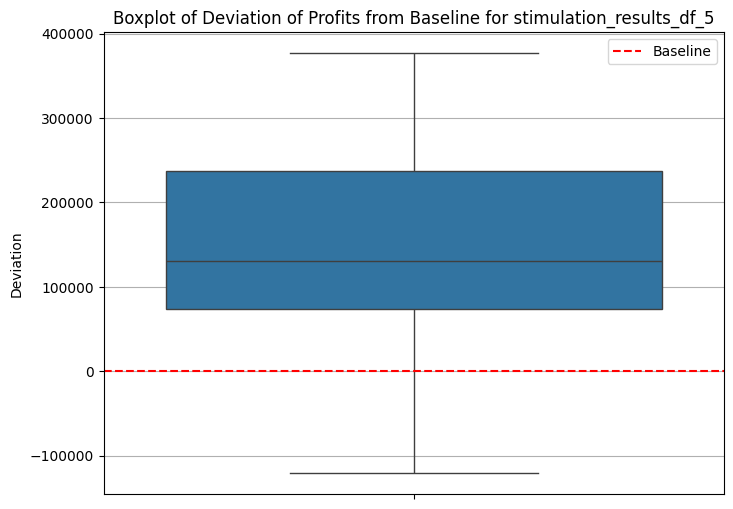 Boxplot of Deviation of Profits from Baseline for stimulation_results_df_5
Baseline
400000
300000
200000
100000
0
−100000
Deviation